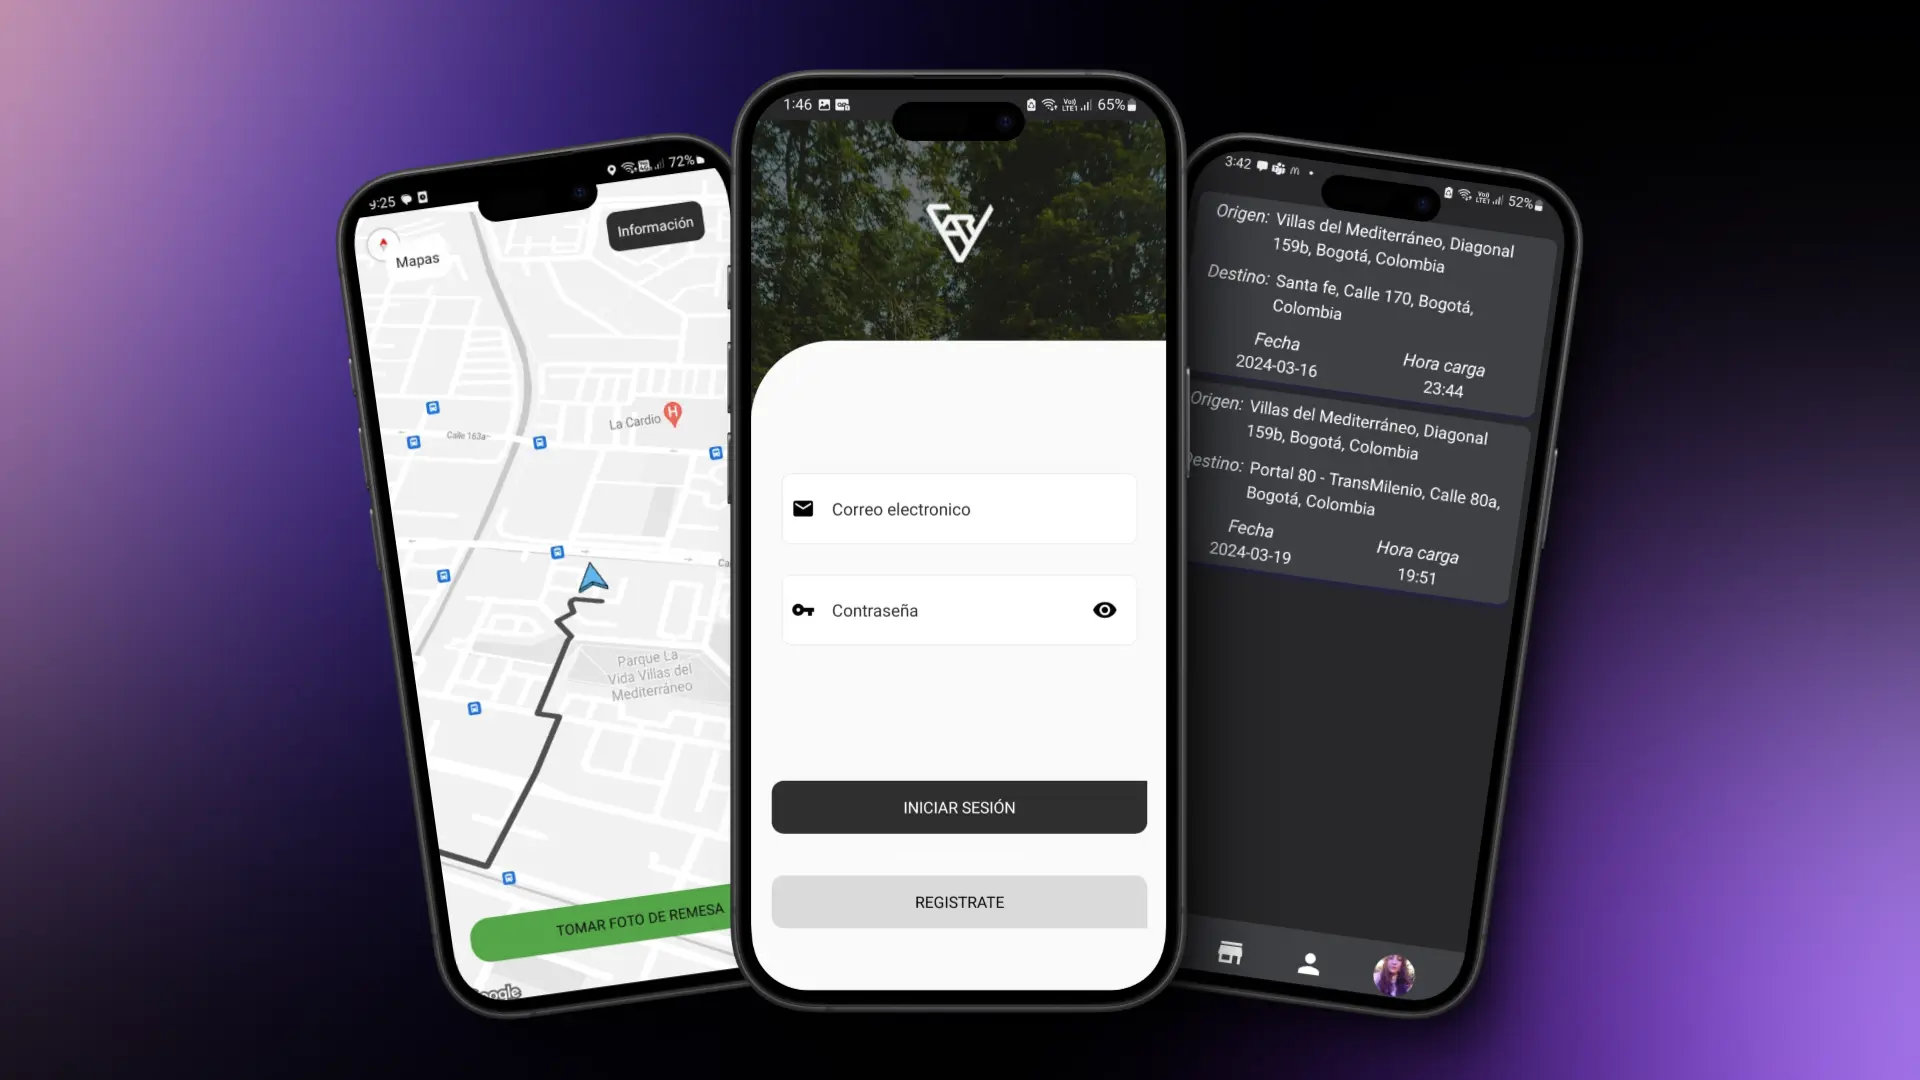 9:25
72%
Información
Mapas
La Cardio
H
Calle 163a
Parque La
Vida Villas del
Mediterráneo
TOMAR FOTO DE REMESA
1:46
65%
Correo electronico
Contraseña
INICIAR SESIÓN
REGISTRATE
3:42
52%
Origen: Villas del Mediterráneo, Diagonal
159b, Bogotá, Colombia
Destino: Santa fe, Calle 170, Bogotá,
Colombia
Fecha
2024-03-16
Hora carga
23:44
Origen: Villas del Mediterráneo, Diagonal
159b, Bogotá, Colombia
estino: Portal 80 - TransMilenio, Calle 80a,
Bogotá, Colombia
Fecha
2024-03-19
Hora carga
19:51